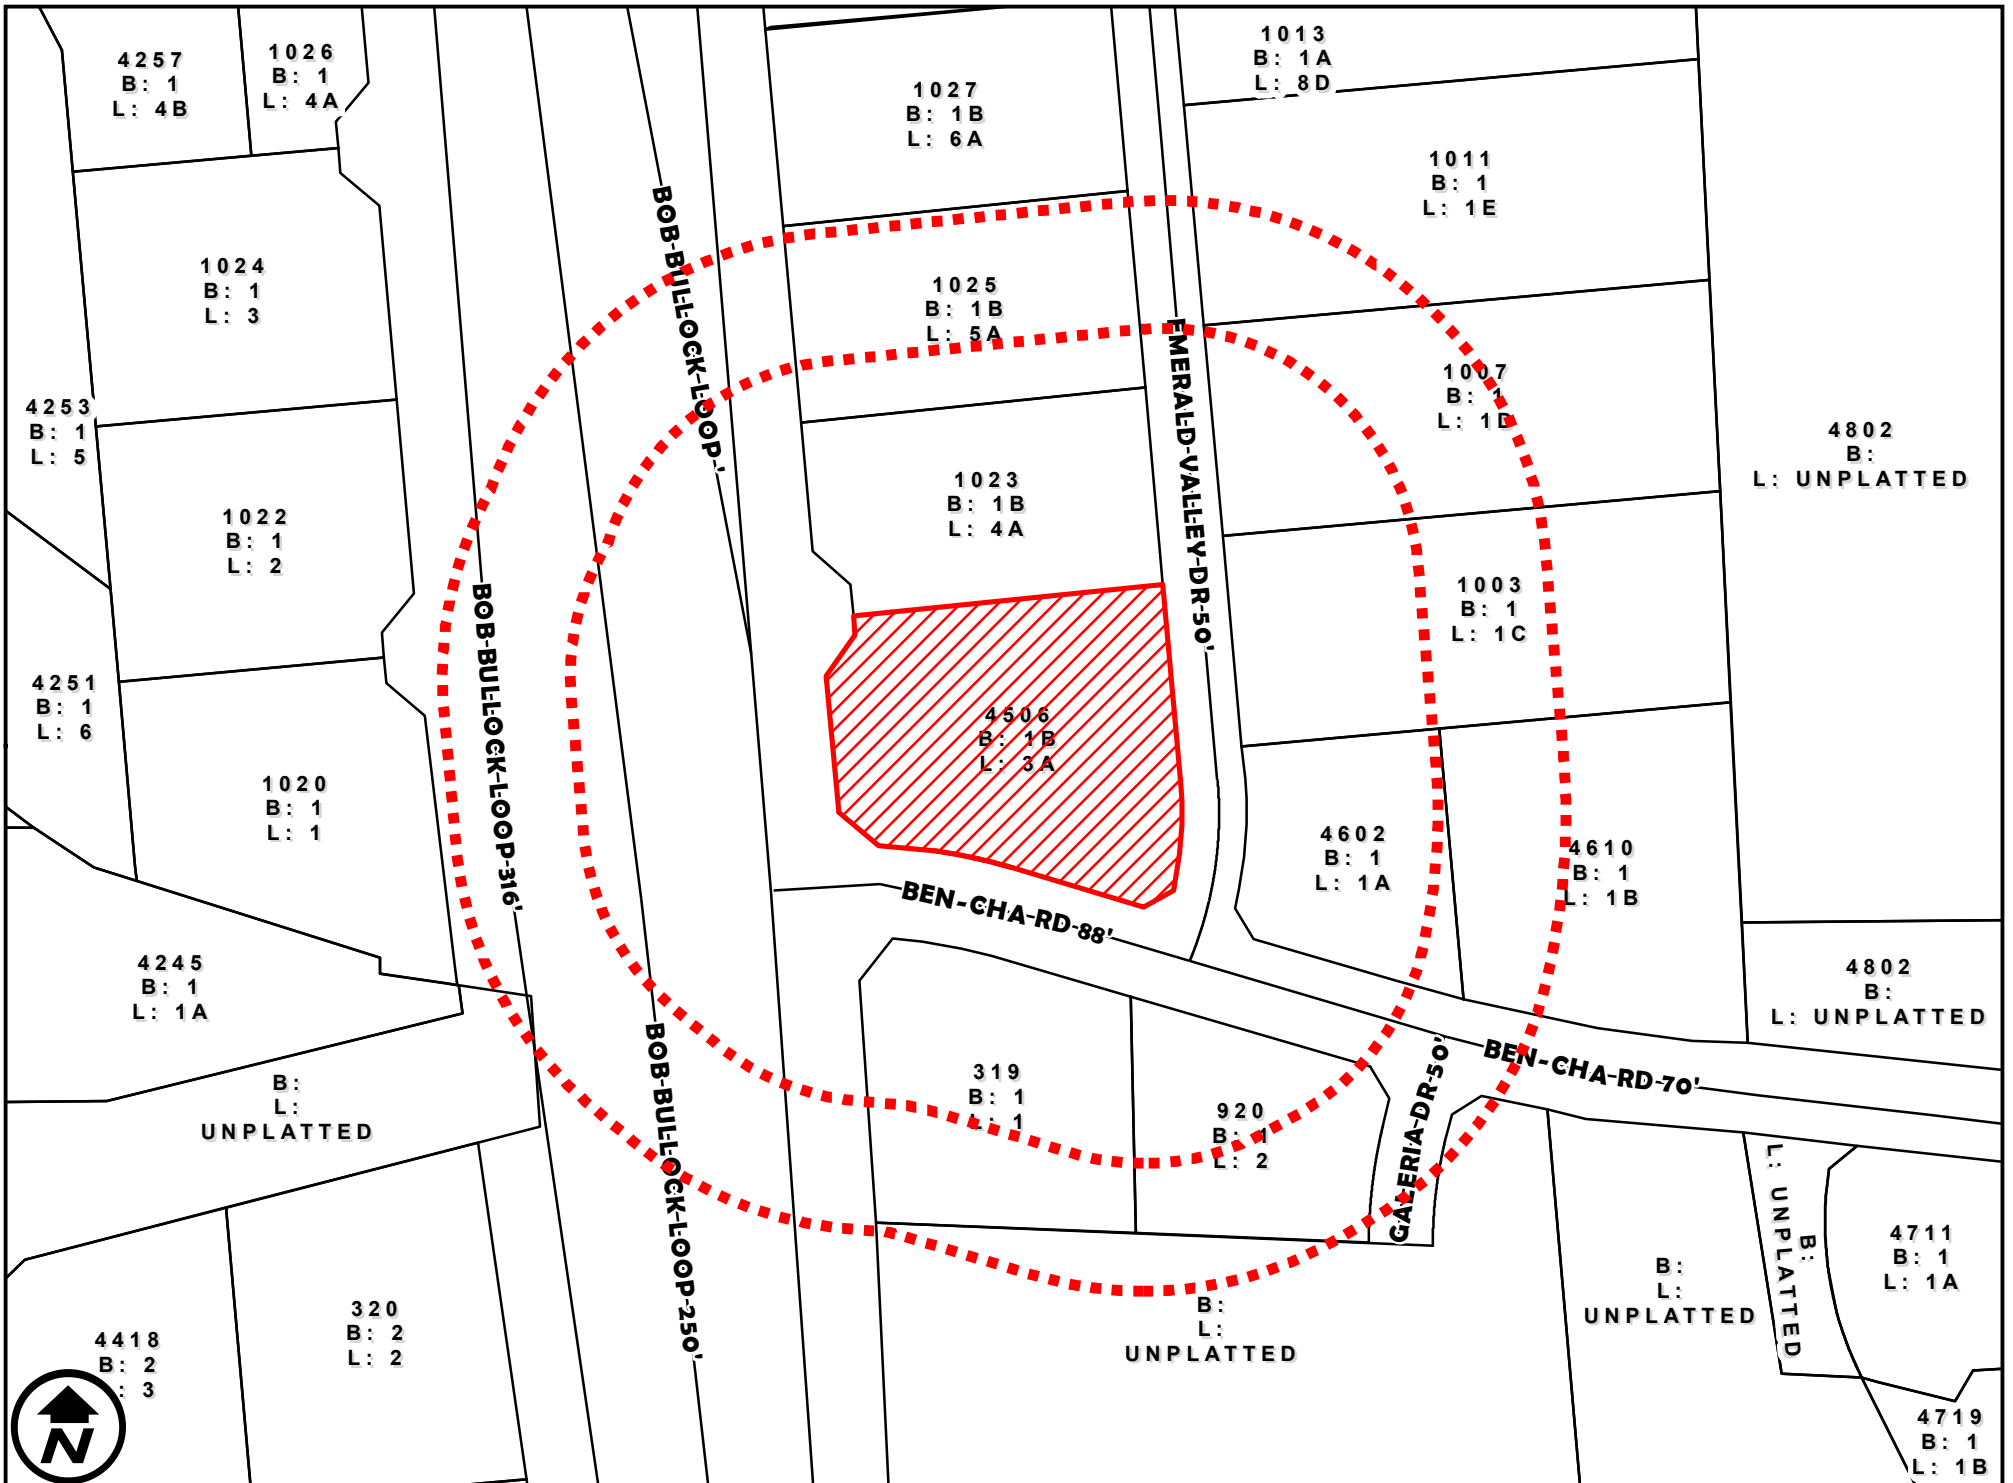 4257
B: 1
L: 4B
1026
B: 1
L: 4A
1027
B: 1B
L: 6A
1013
B: 1A
L: 8D
1011
B: 1
L: 1E
1024
B: 1
L: 3
BOB-BULLOCK-LOOP-'
1025
B: 1B
L: 5A
EMERALD-VALLEY-DR-50'
1007
B: 1
L: 1D
4253
B: 1
L: 5
4802
B:
L: UNPLATTED
1022
B: 1
L: 2
1023
B: 1B
L: 4A
1003
B: 1
L: 1C
BOB-BULLOCK-LOOP-316'
4251
B: 1
L: 6
4506
B: 1B
L: 3A
1020
B: 1
L: 1
4602
B: 1
L: 1A
4610
B: 1
L: 1B
BEN-CHA-RD-88'
4245
B: 1
L: 1A
4802
B:
L: UNPLATTED
BOB-BULLOCK-LOOP-250'
319
B: 1
L: 1
GALERIA-DR-50'
BEN-CHA-RD-70'
B:
L:
UNPLATTED
920
B: 1
L: 2
B:
L: UNPLATTED
4711
B: 1
L: 1A
B:
L:
UNPLATTED
B:
L:
UNPLATTED
320
B: 2
L: 2
4418
B: 2
: 3
N
4719
B: 1
L: 1B